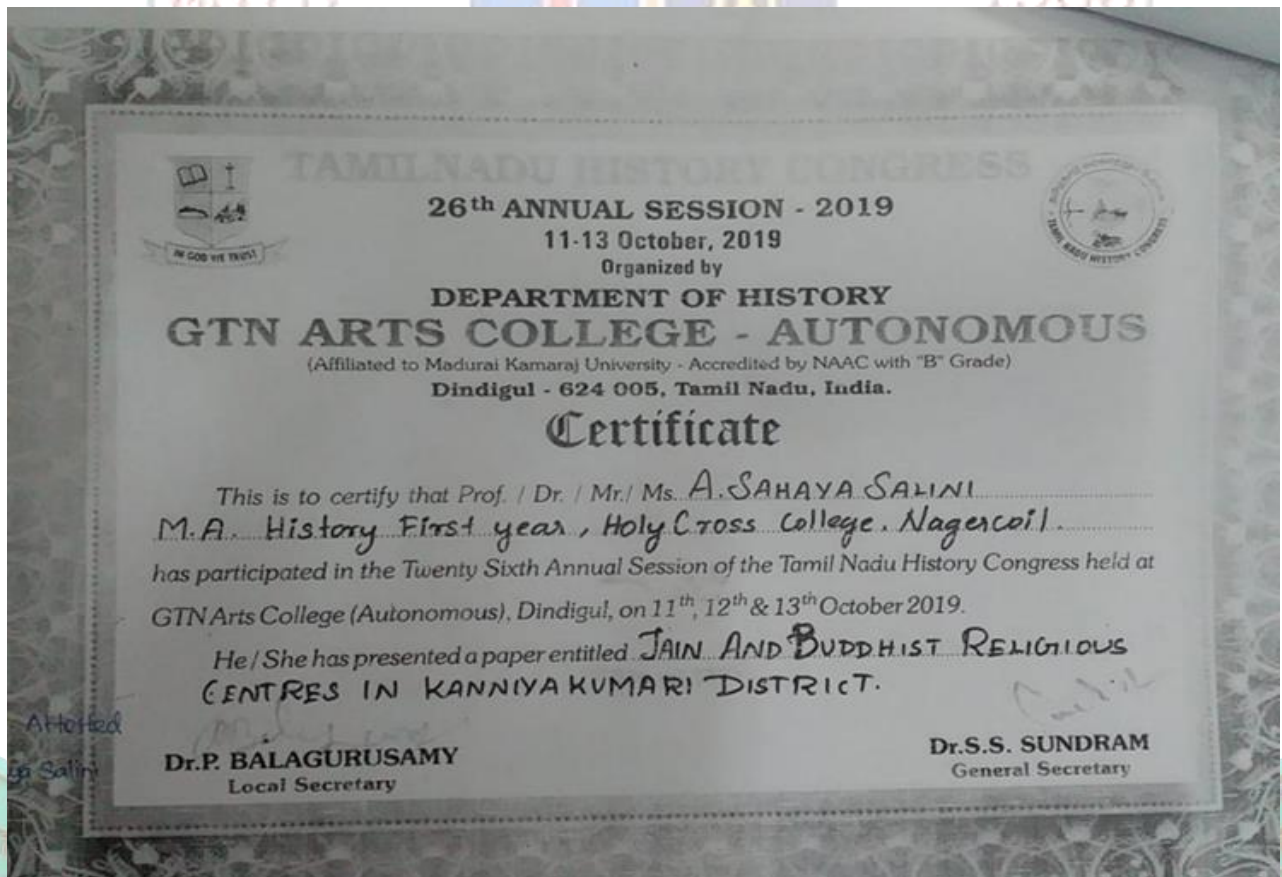 TAMILNADU HISTORY CONGRESS
26th ANNUAL SESSION - 2019
11-13 October, 2019
Organized by
DEPARTMENT OF HISTORY
GTN ARTS COLLEGE - AUTONOMOUS
(Affiliated to Madurai Kamaraj University - Accredited by NAAC with "B" Grade)
Dindigul - 624 005, Tamil Nadu, India.
IN GOD WE TRUST
TAMIL NADU HISTORY CONGRESS
Certificate
This is to certify that Prof. / Dr. / Mr./ Ms. A. SAHAYA SALINI
M.A. History First year, Holy Cross College. Nagercoil.
has participated in the Twenty Sixth Annual Session of the Tamil Nadu History Congress held at
GTN Arts College (Autonomous), Dindigul, on 11th, 12th & 13th October 2019.
He / She has presented a paper entitled JAIN AND BUDDHIST RELIGIOUS
CENTRES IN KANNIYAKUMARI DISTRICT.
Dr.P. BALAGURUSAMY
Local Secretary
Dr.S.S. SUNDRAM
General Secretary
Salini